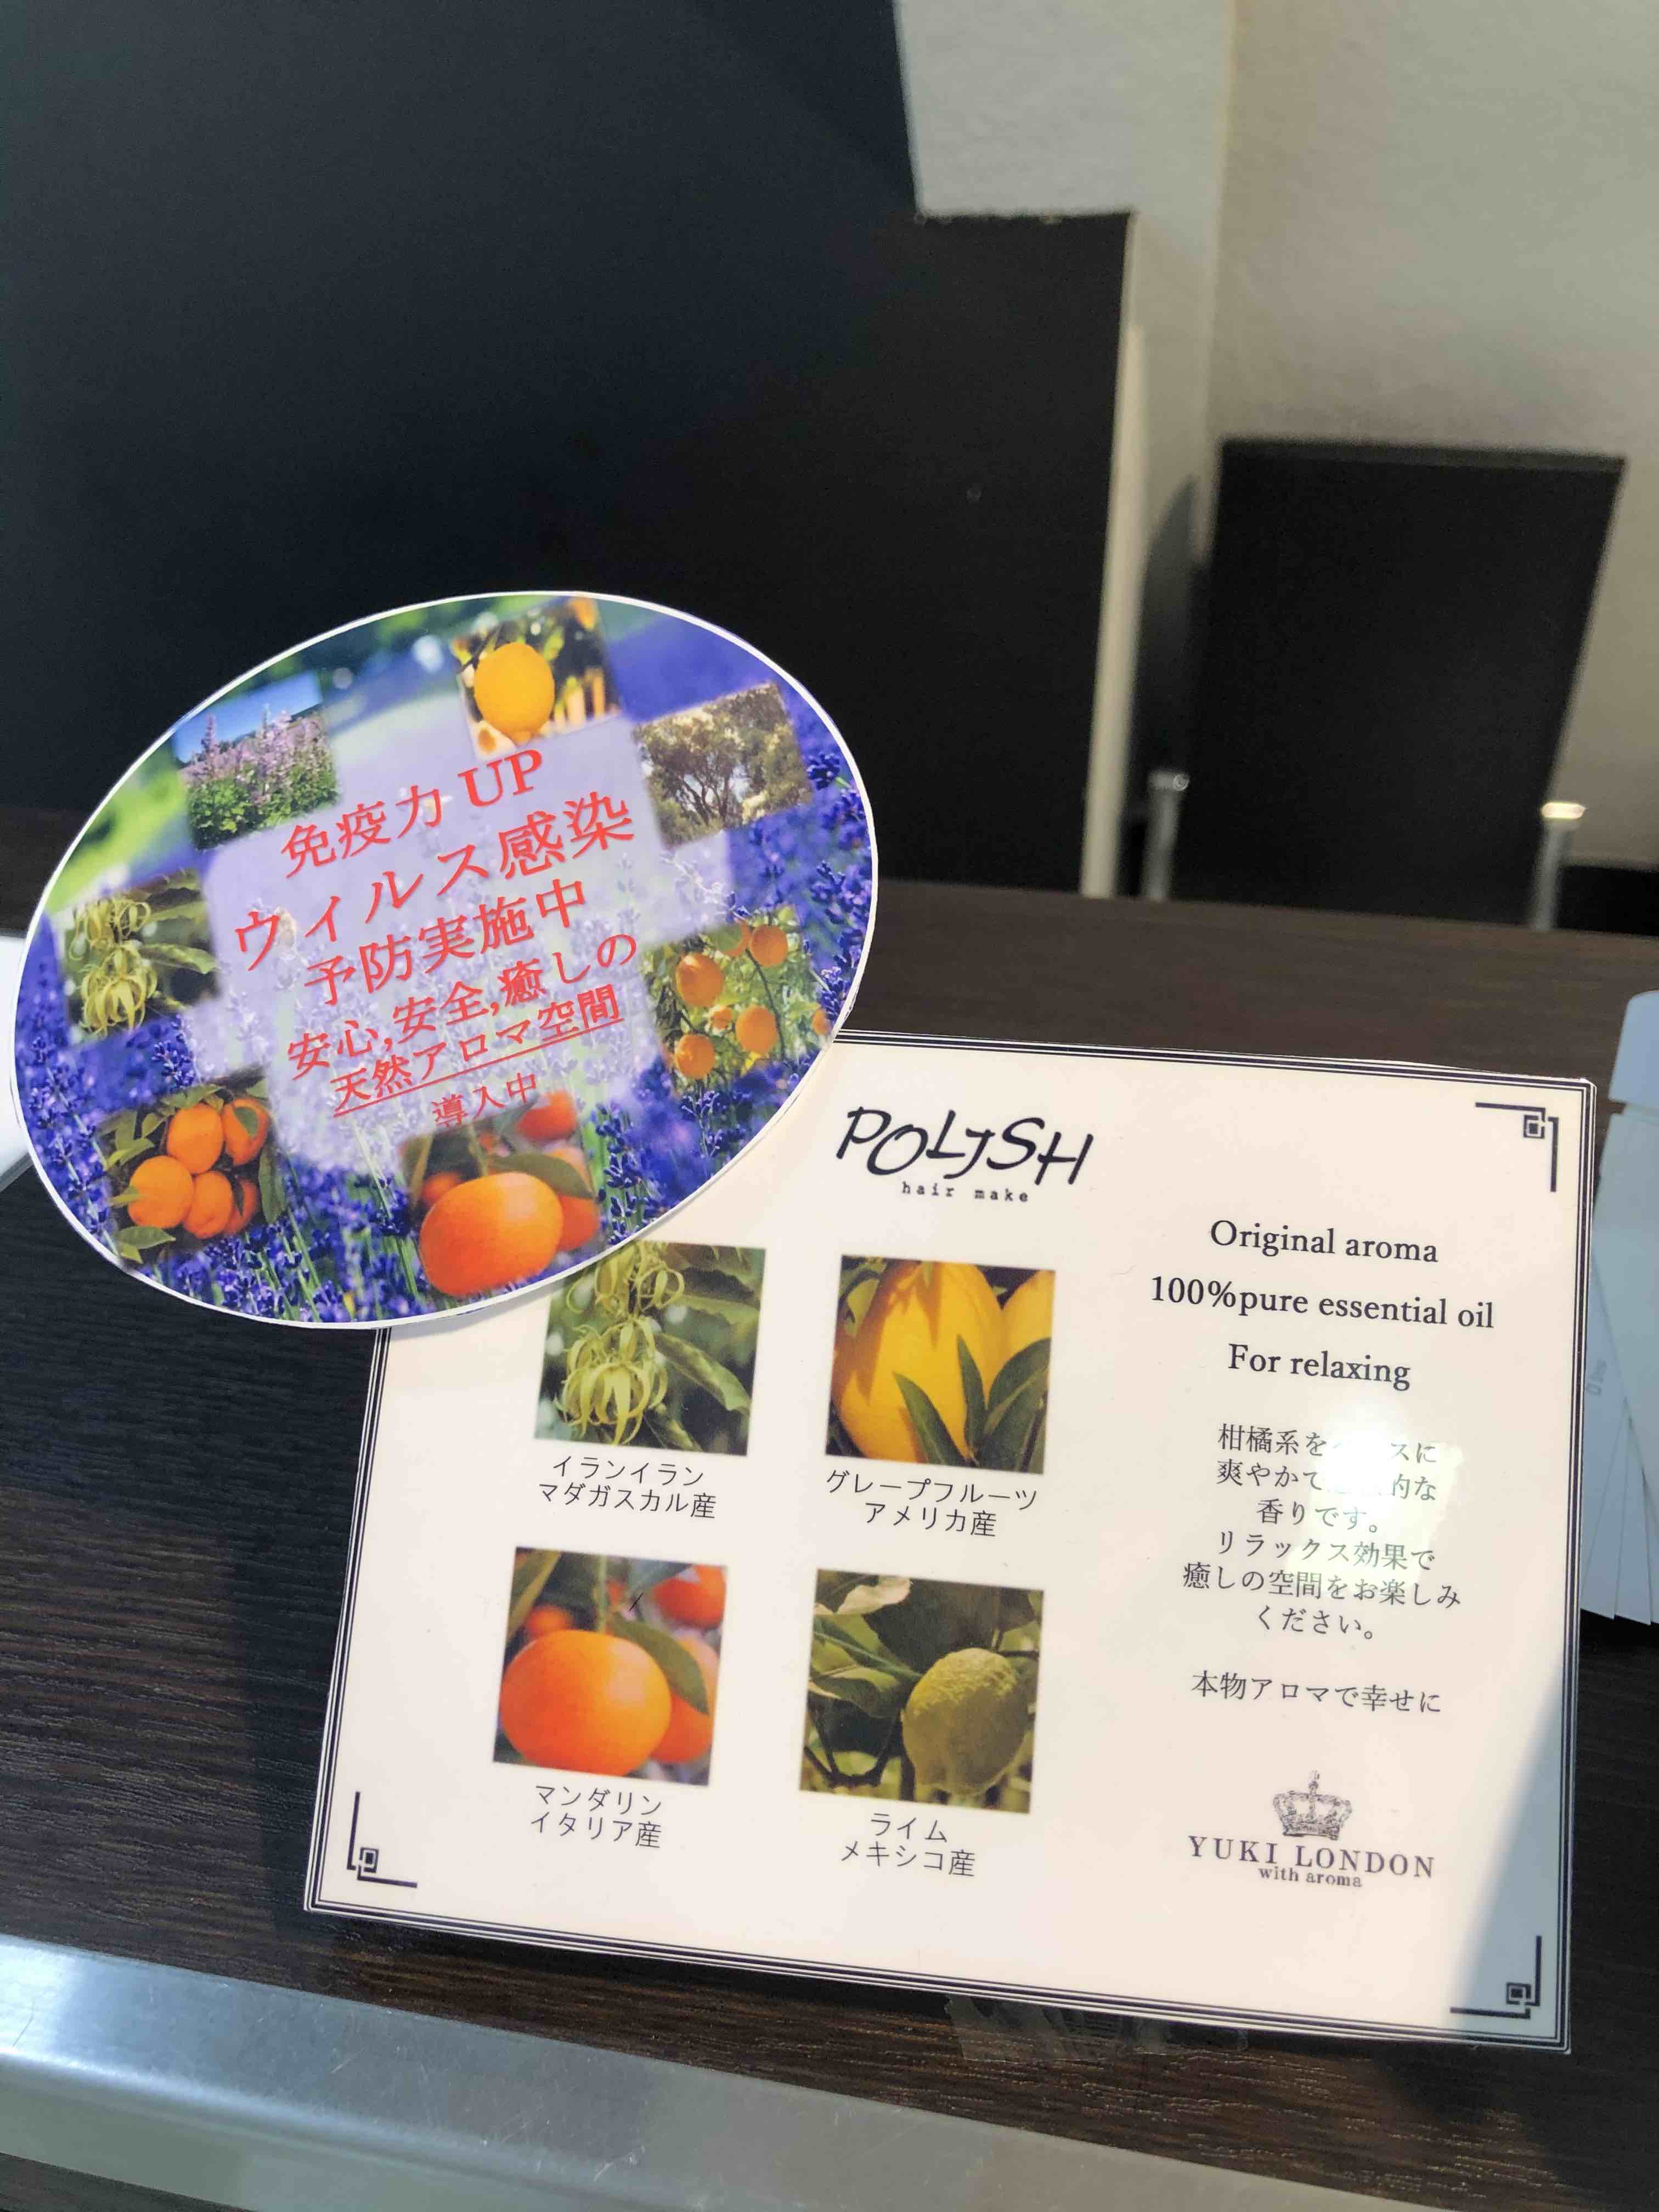 免疫力 UP
ウィルス感染
予防実施中
安心,安全,癒しの
天然アロマ空間
導入中
POLISH
hair make
イランイラン
マダガスカル産
グレープフルーツ
アメリカ産
マンダリン
イタリア産
ライム
メキシコ産
Original aroma
100%pure essential oil
For relaxing
柑橘系を
スに
爽やかで
的な
香りです。
リラックス効果で
癒しの空間をお楽しみ
ください。
本物アロマで幸せに
YUKI LONDON
with aroma